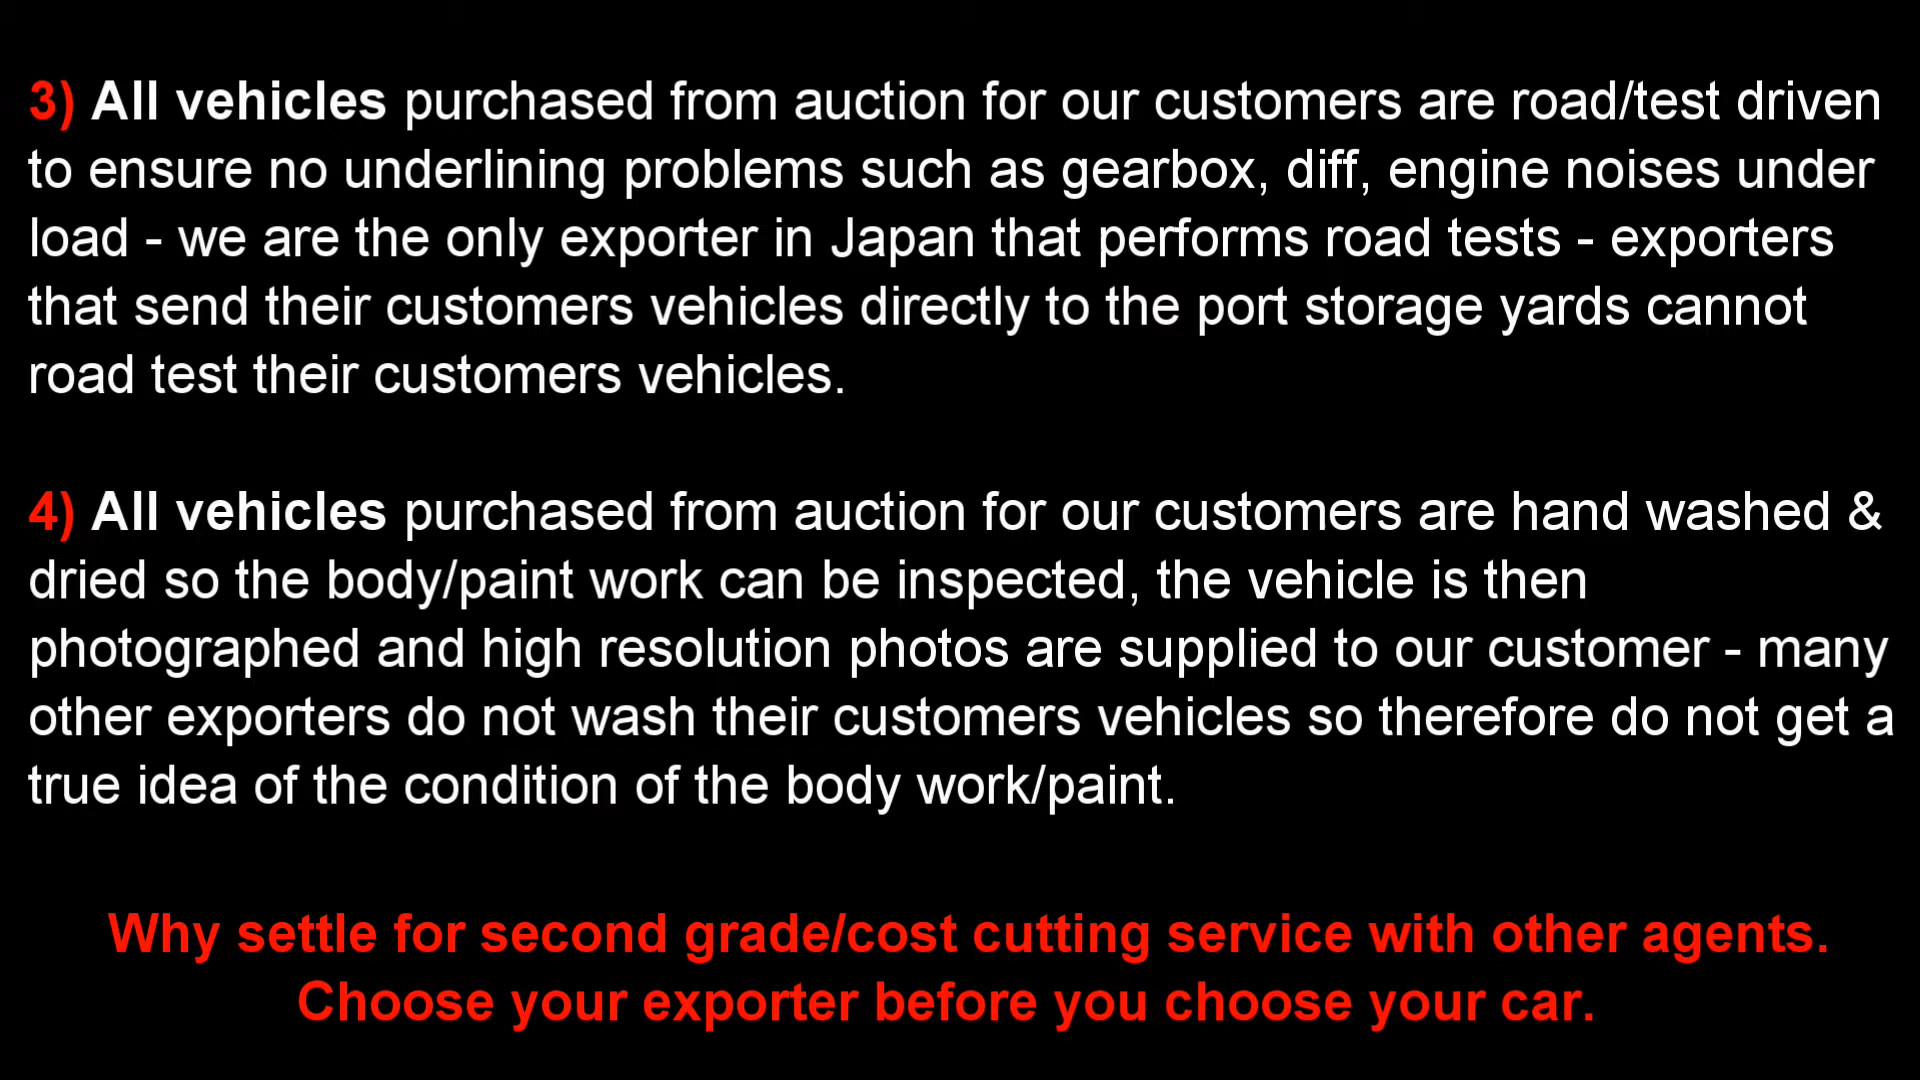 3) All vehicles purchased from auction for our customers are road/test driven
to ensure no underlining problems such as gearbox, diff, engine noises under
load - we are the only exporter in Japan that performs road tests - exporters
that send their customers vehicles directly to the port storage yards cannot
road test their customers vehicles.
4) All vehicles purchased from auction for our customers are hand washed &
dried so the body/paint work can be inspected, the vehicle is then
photographed and high resolution photos are supplied to our customer - many
other exporters do not wash their customers vehicles so therefore do not get a
true idea of the condition of the body work/paint.
Why settle for second grade/cost cutting service with other agents.
Choose your exporter before you choose your car.